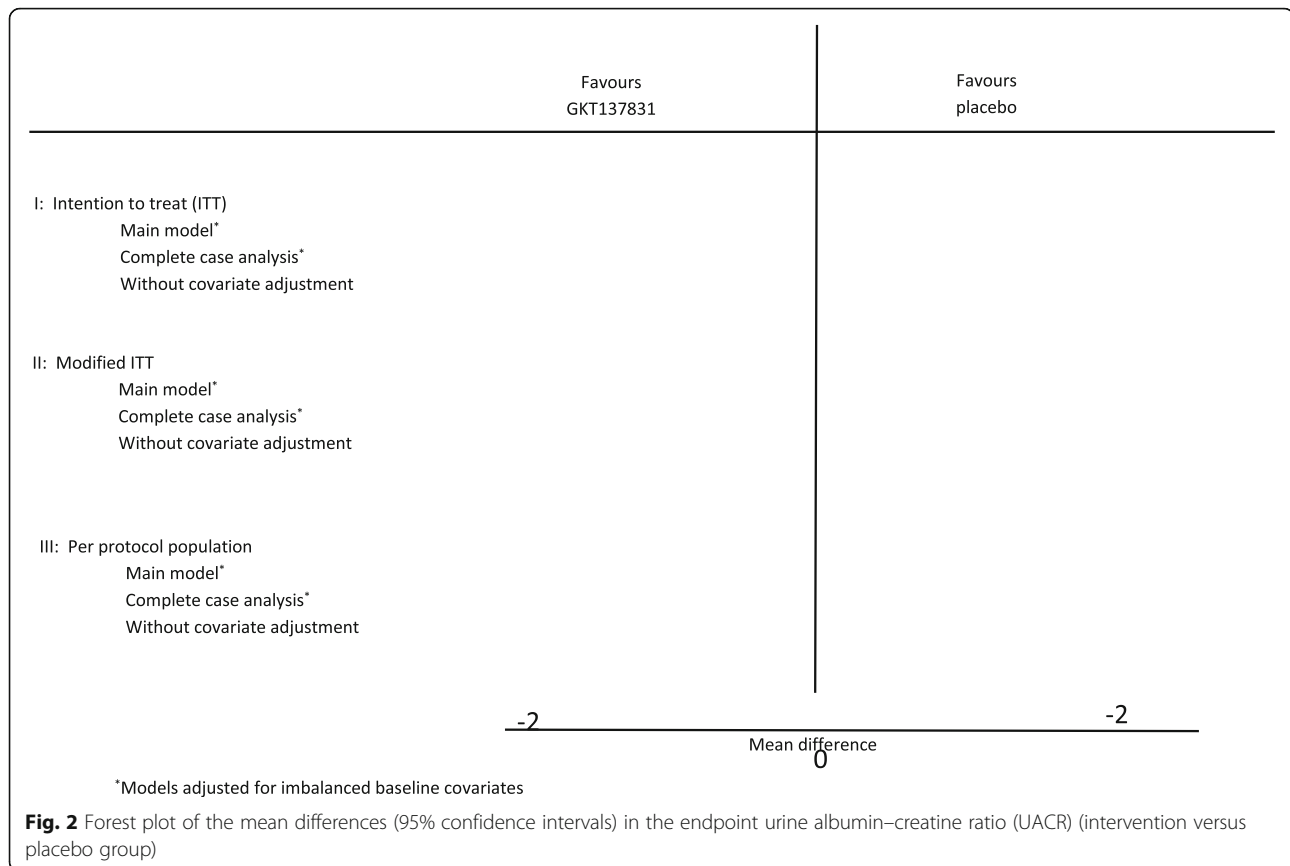 Favours
GKT137831
Favours
placebo
I: Intention to treat (ITT)
Main model*
Complete case analysis*
Without covariate adjustment
II: Modified ITT
Main model*
Complete case analysis*
Without covariate adjustment
III: Per protocol population
Main model*
Complete case analysis*
Without covariate adjustment
-2
-2
Mean difference
0
*Models adjusted for imbalanced baseline covariates
Fig. 2 Forest plot of the mean differences (95% confidence intervals) in the endpoint urine albumin–creatine ratio (UACR) (intervention versus
placebo group)